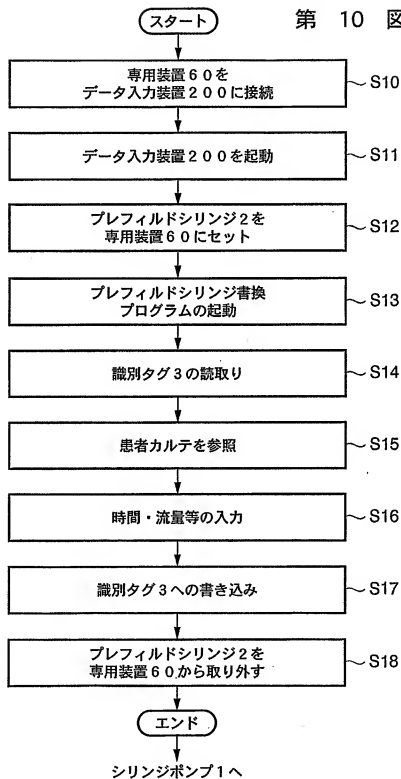 第 10 図
スタート
専用装置60を
データ入力装置200に接続
S10
データ入力装置200を起動
S11
プレフィルドシリンジ2を
専用装置60にセット
S12
プレフィルドシリンジ書換
プログラムの起動
S13
識別タグ3の読取り
S14
患者カルテを参照
S15
時間・流量等の入力
S16
識別タグ3への書き込み
S17
プレフィルドシリンジ2を
専用装置60から取り外す
S18
エンド
シリンジポンプ1へ